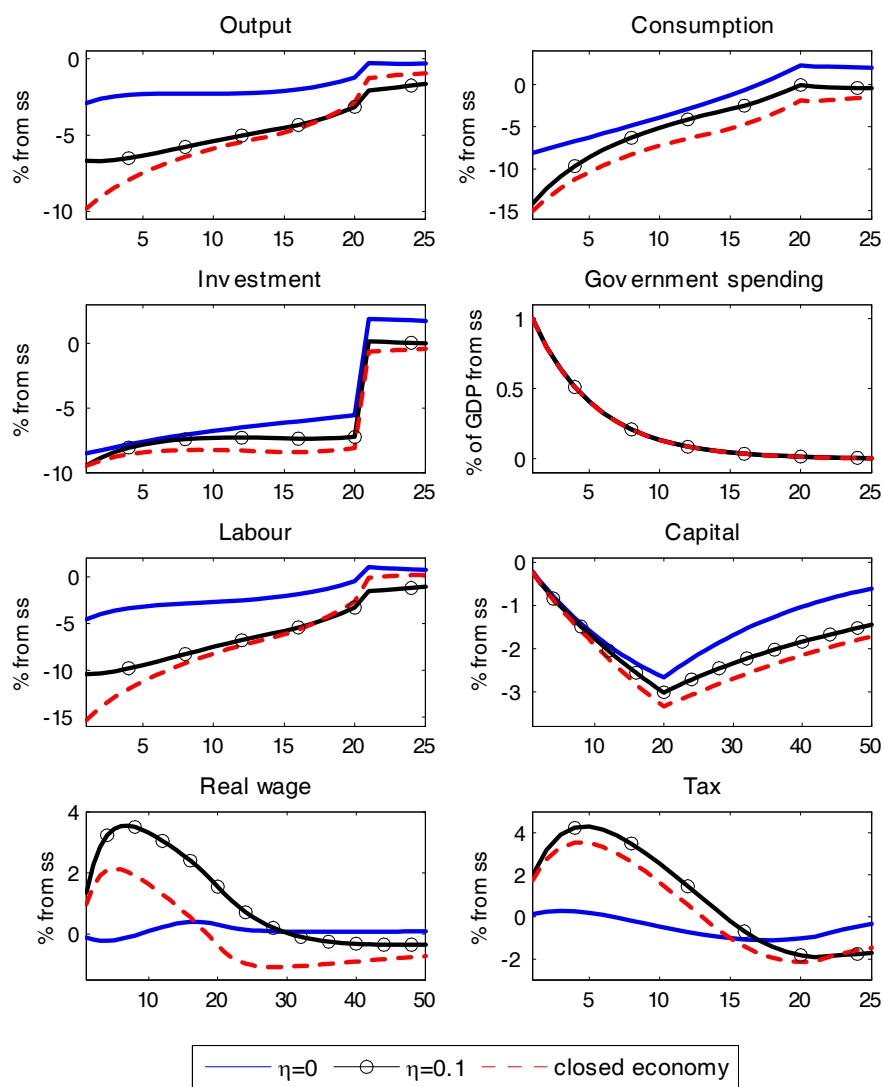 Output
Consumption
% from ss
0
-5
-10
5 10 15 20 25
% from ss
5
0
-5
-10
-15
5 10 15 20 25
Investment
Government spending
% from ss
0
-5
-10
5 10 15 20 25
% of GDP from ss
1
0.5
0
5 10 15 20 25
Labour
Capital
% from ss
0
-5
-10
-15
5 10 15 20 25
% from ss
0
-1
-2
-3
10 20 30 40 50
Real wage
Tax
% from ss
4
2
0
10 20 30 40 50
% from ss
4
2
0
-2
5 10 15 20 25
η=0 η=0.1 closed economy